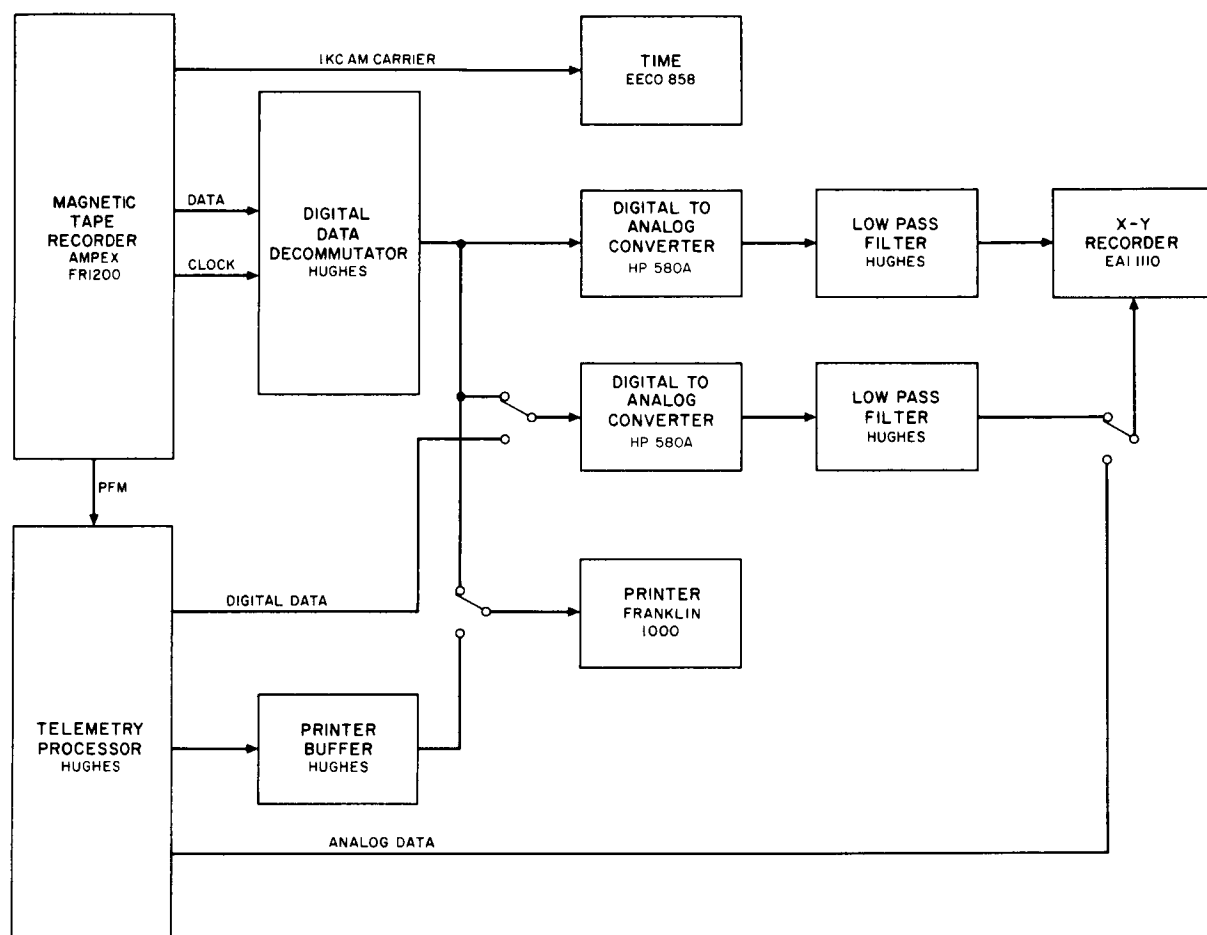 1KC AM CARRIER
TIME
EECO 858
MAGNETIC
TAPE
RECORDER
AMPEX
FR1200
DATA
CLOCK
DIGITAL
DATA
DECOMMUTATOR
HUGHES
DIGITAL TO
ANALOG
CONVERTER
HP 580A
LOW PASS
FILTER
HUGHES
X-Y
RECORDER
EAI 1110
DIGITAL TO
ANALOG
CONVERTER
HP 580A
LOW PASS
FILTER
HUGHES
PFM
DIGITAL DATA
PRINTER
FRANKLIN
1000
TELEMETRY
PROCESSOR
HUGHES
PRINTER
BUFFER
HUGHES
ANALOG DATA